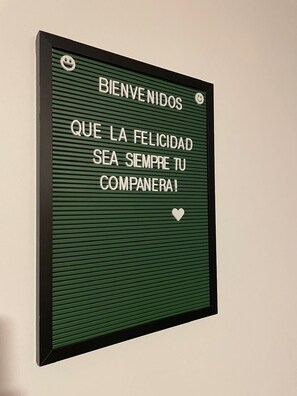 BIENVENIDOS
QUE LA FELICIDAD
SEA SIEMPRE TU
COMPANERA!